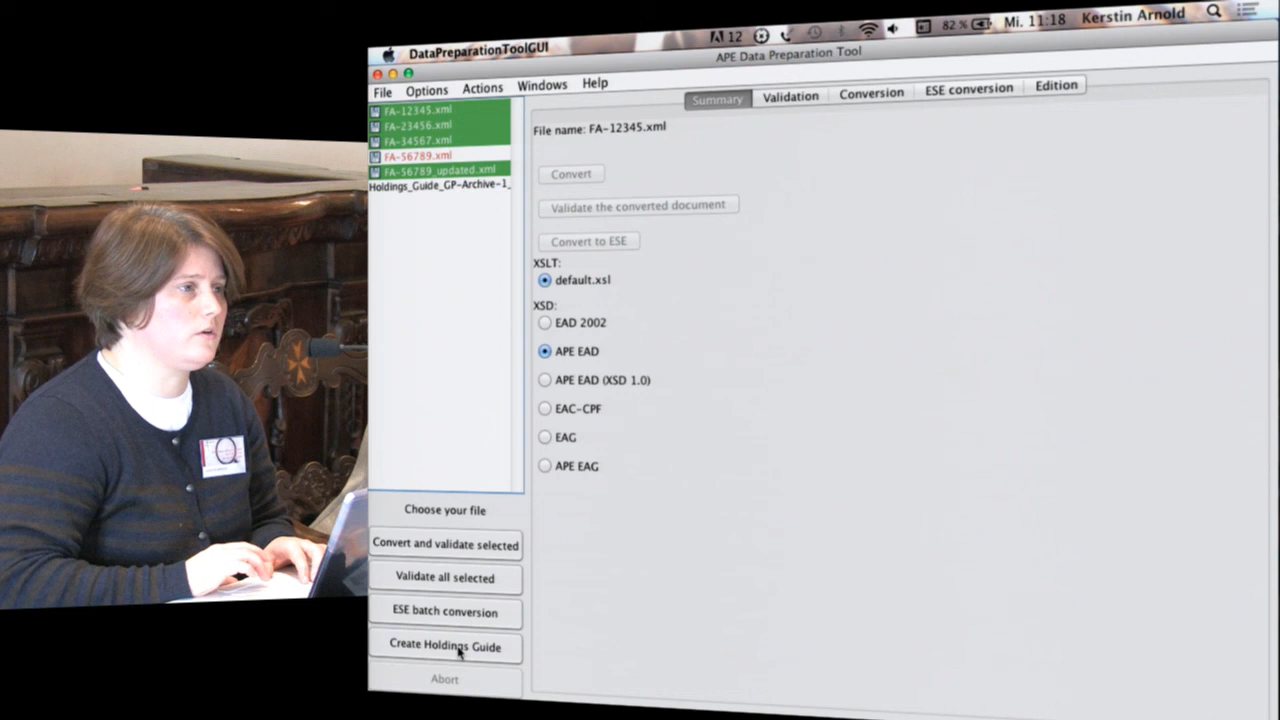 DataPreparationToolGUI
12
82 %
Mi. 11:18
Kerstin Arnold
APE Data Preparation Tool
File Options Actions Windows Help
Summary Validation Conversion ESE conversion Edition
FA-12345.xml
FA-23456.xml
FA-34567.xml
FA-56789.xml
FA-56789_updated.xml
Holdings_Guide_GP-Archive-1_
File name: FA-12345.xml
Convert
Validate the converted document
Convert to ESE
XSLT:
default.xsl
XSD:
EAD 2002
APE EAD
APE EAD (XSD 1.0)
EAC-CPF
EAG
APE EAG
Choose your file
Convert and validate selected
Validate all selected
ESE batch conversion
Create Holdings Guide
Abort